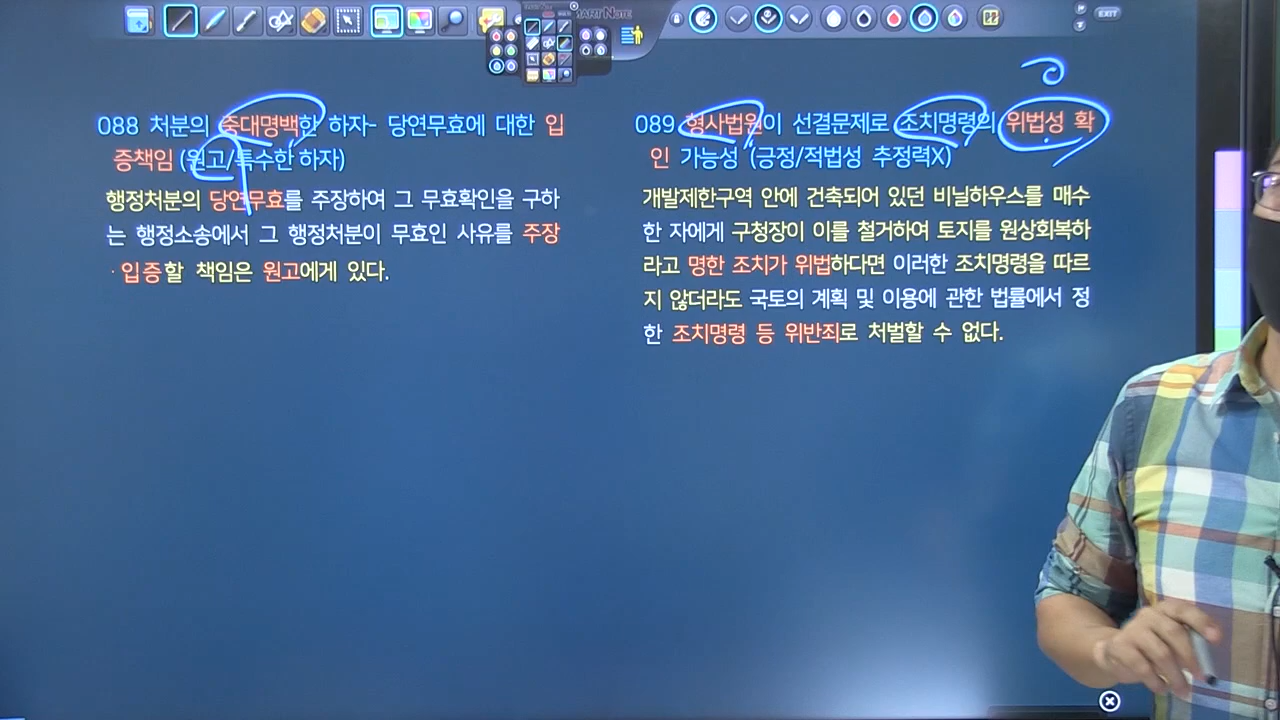 SMART NOTE
EXIT
088 처분의 중대명백한 하자- 당연무효에 대한 입
증책임 (원고/특수한 하자)
행정처분의 당연무효를 주장하여 그 무효확인을 구하
는 행정소송에서 그 행정처분이 무효인 사유를 주장
·입증할 책임은 원고에게 있다.
089 형사법원이 선결문제로 조치명령의 위법성 확
인 가능성 (긍정/적법성 추정력X)
개발제한구역 안에 건축되어 있던 비닐하우스를 매수
한 자에게 구청장이 이를 철거하여 토지를 원상회복하
라고 명한 조치가 위법하다면 이러한 조치명령을 따르
지 않더라도 국토의 계획 및 이용에 관한 법률에서 정
한 조치명령 등 위반죄로 처벌할 수 없다.